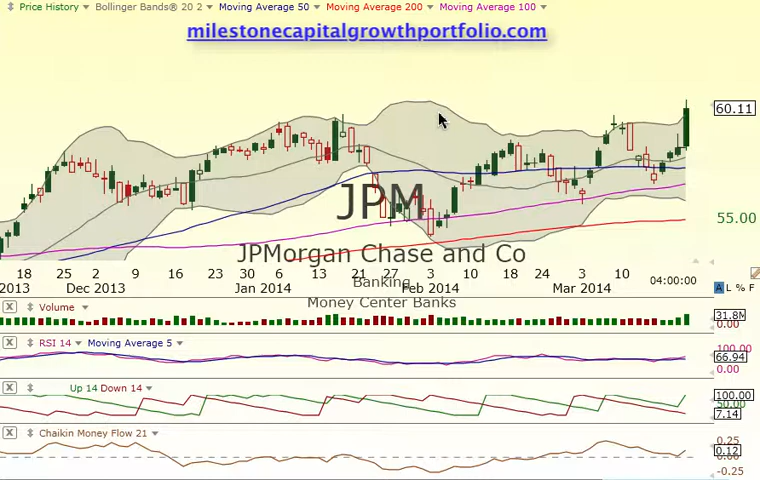 Price History Bollinger Bands® 20 2 Moving Average 50 Moving Average 200 Moving Average 100
milestonecapitalgrowthportfolio.com
60.11
JPM
55.00
JPMorgan Chase and Co
18 25 2 9 16 23 30 6 13 21 27 3 10 18 24 3 10 04:00:00
2013 Dec 2013 Jan 2014 Feb 2014 Mar 2014 A L % F
Banking
Money Center Banks
X Volume 31.8M
0.00
X RSI 14 Moving Average 5 100.00
66.94
0.00
X Up 14 Down 14 100.00
50.00
7.14
X Chaikin Money Flow 21 0.25
0.12
0.00
-0.25